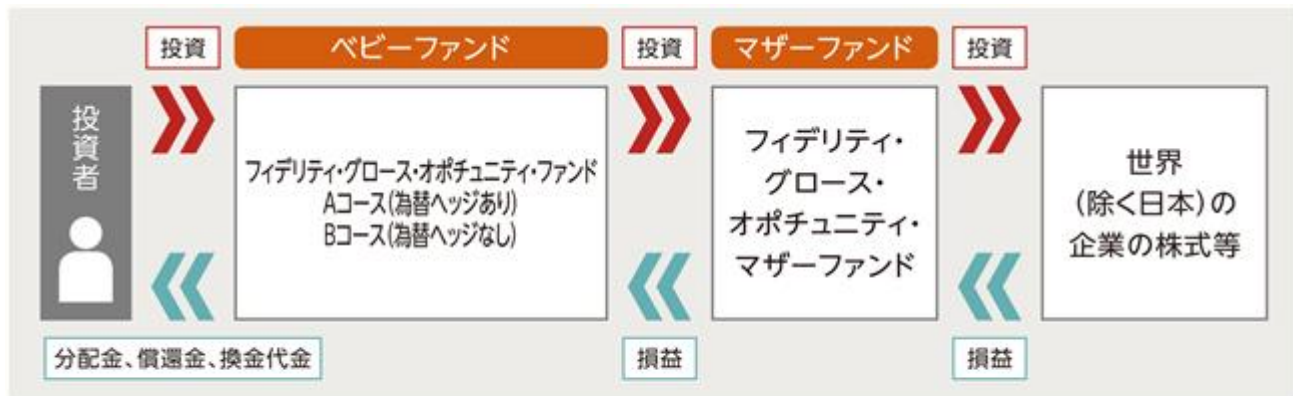 投資
ベビーファンド
投資
マザーファンド
投資
投資者
フィデリティ・グロース・オポチュニティ・ファンド
Aコース(為替ヘッジあり)
Bコース(為替ヘッジなし)
フィデリティ・
グロース・
オポチュニティ・
マザーファンド
世界
(除く日本)の
企業の株式等
分配金、償還金、換金代金
損益
損益